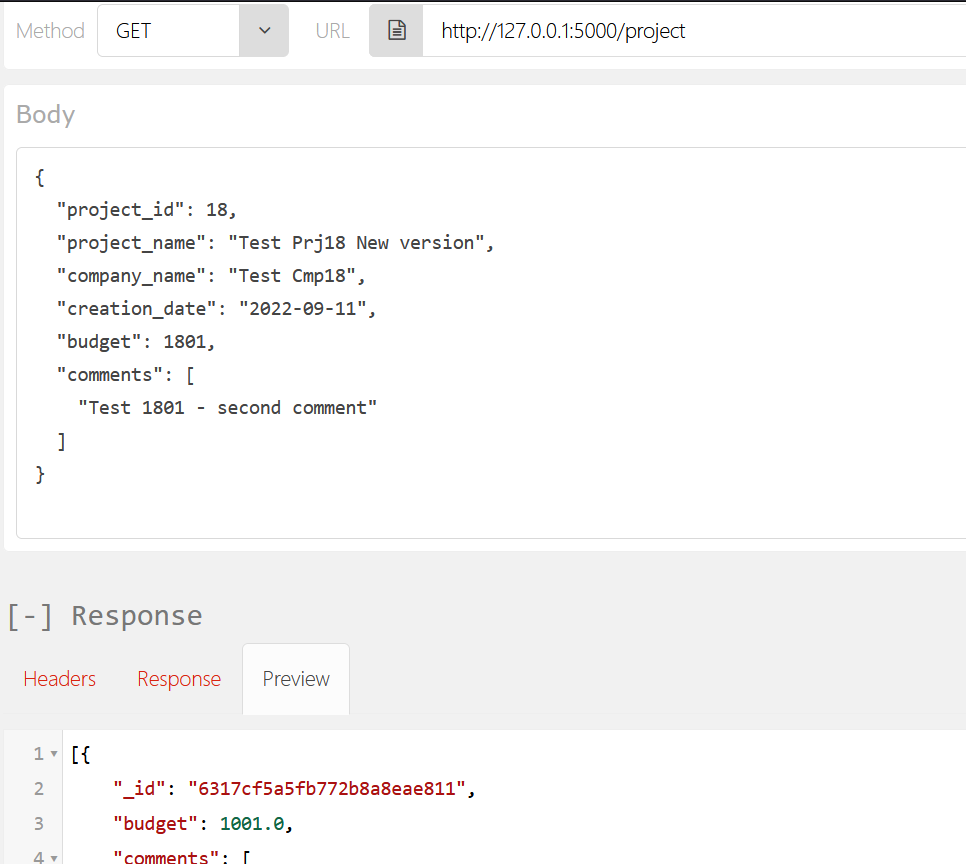 Method GET URL http://127.0.0.1:5000/project
Body
{
"project_id": 18,
"project_name": "Test Prj18 New version",
"company_name": "Test Cmp18",
"creation_date": "2022-09-11",
"budget": 1801,
"comments": [
"Test 1801 - second comment"
]
}
[-] Response
Headers Response Preview
1 [{
2 "_id": "6317cf5a5fb772b8a8eae811",
3 "budget": 1001.0,
4 "comments": [